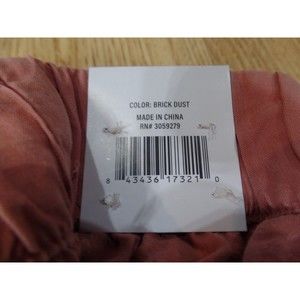 COLOR: BRICK DUST
MADE IN CHINA
RN# 3059279
8 43436 17321 0